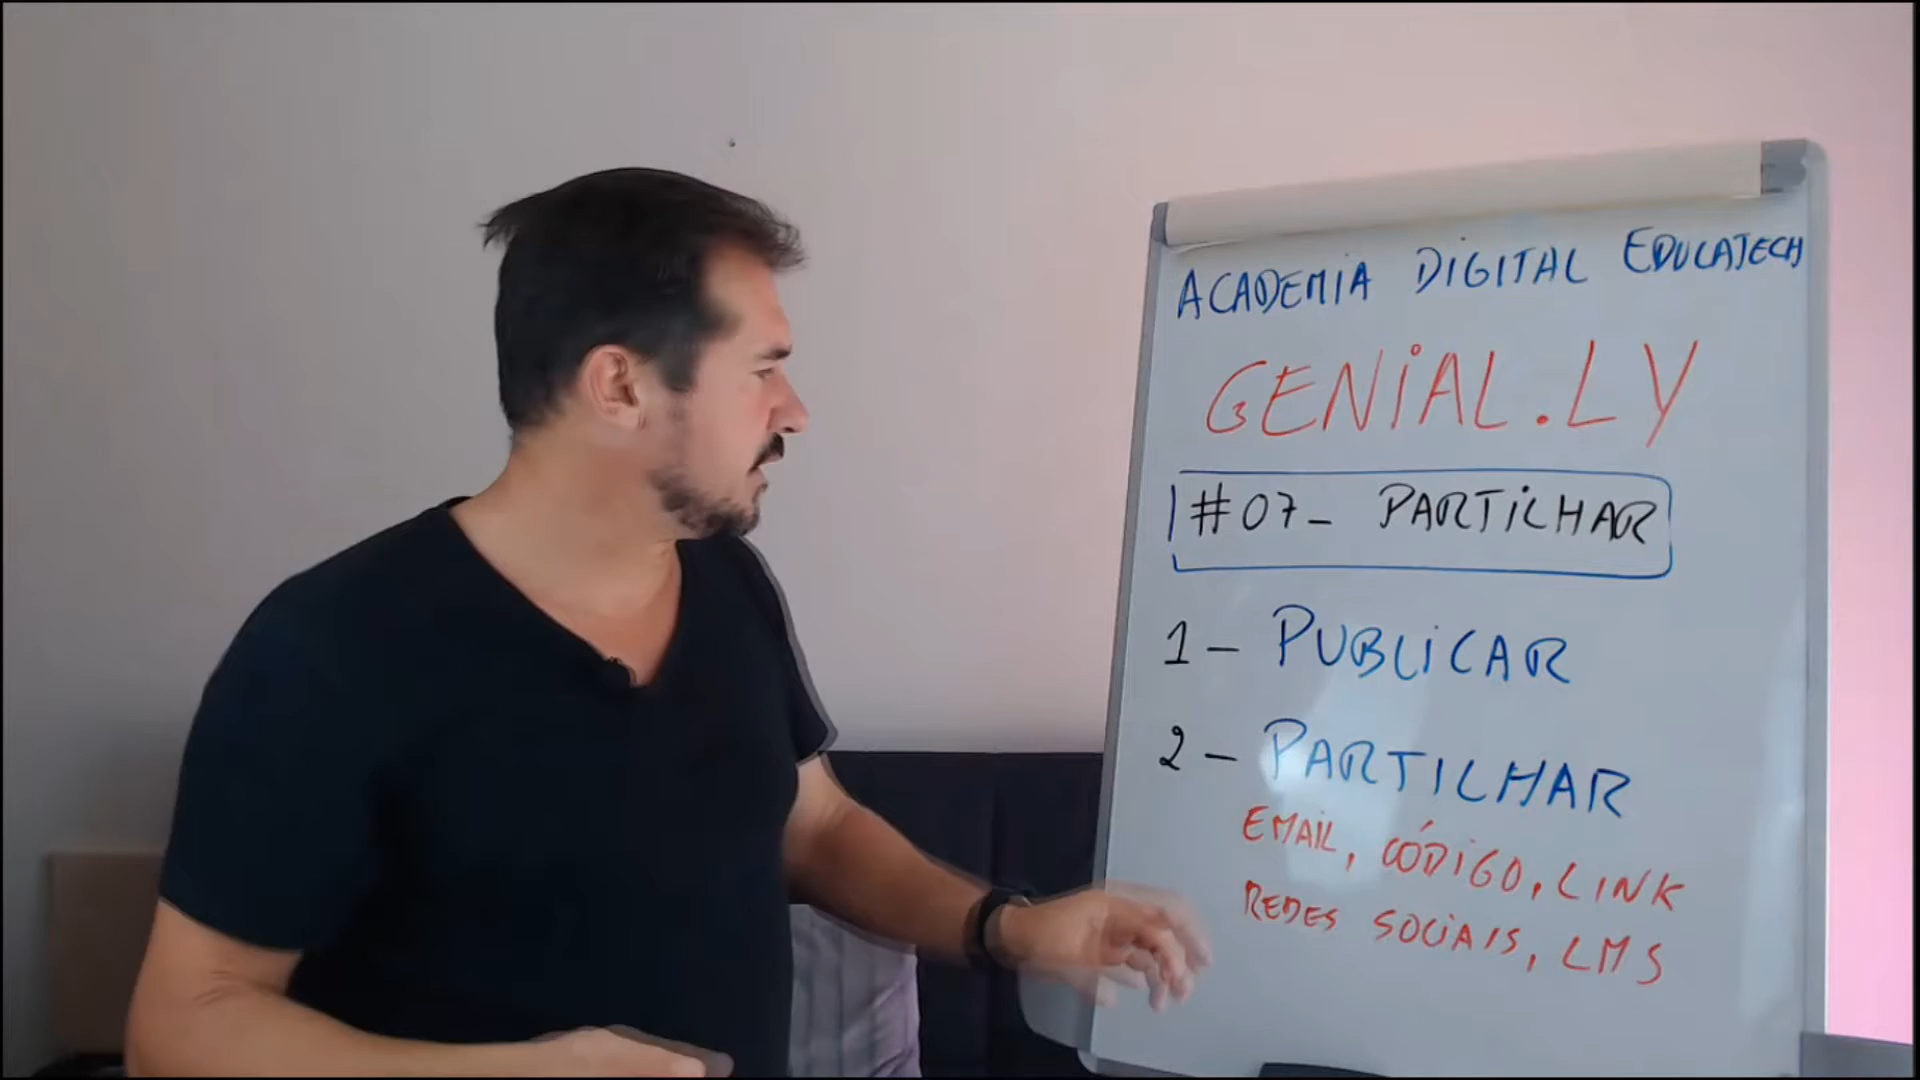 ACADEMIA DIGITAL EDUCATECH
GENIAL.LY
#07- PARTILHAR
1- PUBLICAR
2- PARTILHAR
EMAIL, CÓDIGO, LINK
REDES SOCIAIS, LMS